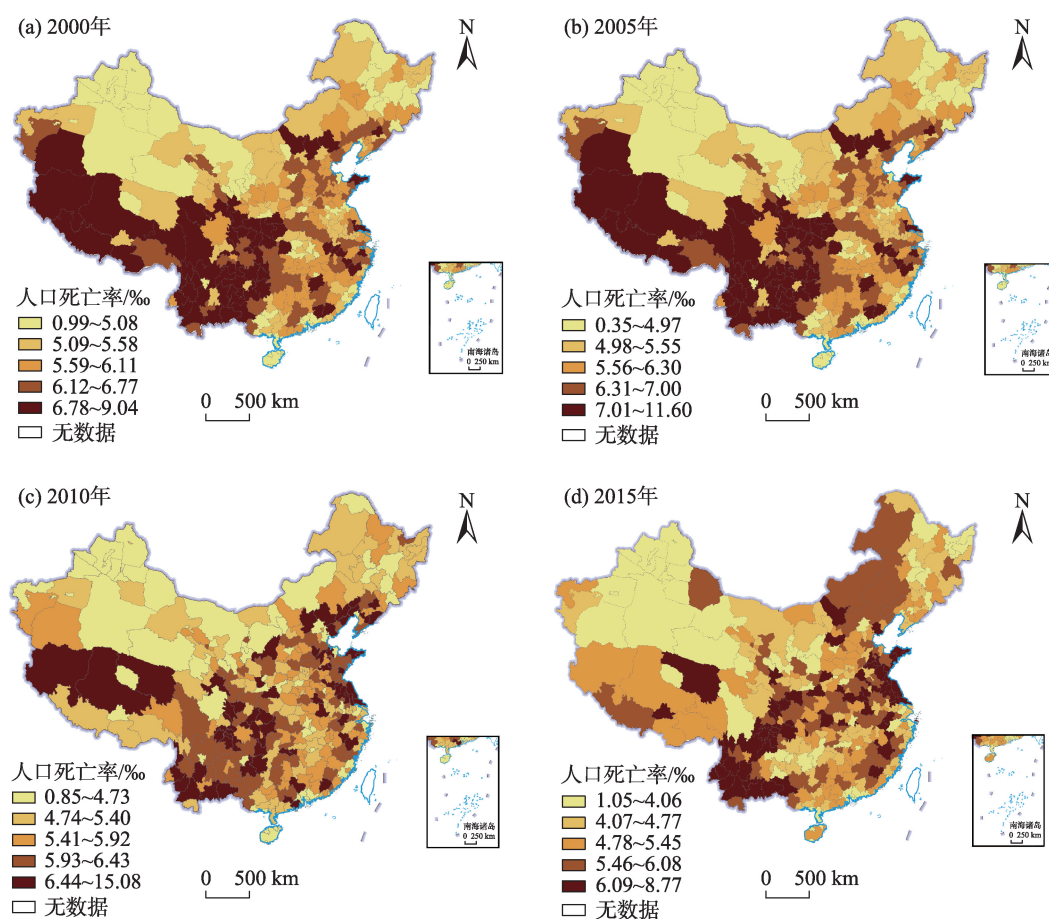 (a) 2000年
N
人口死亡率/‰
0.99~5.08
5.09~5.58
5.59~6.11
6.12~6.77
6.78~9.04
无数据
0 500 km
南海诸岛
0 250 km
(b) 2005年
N
人口死亡率/‰
0.35~4.97
4.98~5.55
5.56~6.30
6.31~7.00
7.01~11.60
无数据
0 500 km
南海诸岛
0 250 km
(c) 2010年
N
人口死亡率/‰
0.85~4.73
4.74~5.40
5.41~5.92
5.93~6.43
6.44~15.08
无数据
0 500 km
南海诸岛
0 250 km
(d) 2015年
N
人口死亡率/‰
1.05~4.06
4.07~4.77
4.78~5.45
5.46~6.08
6.09~8.77
无数据
0 500 km
南海诸岛
0 250 km